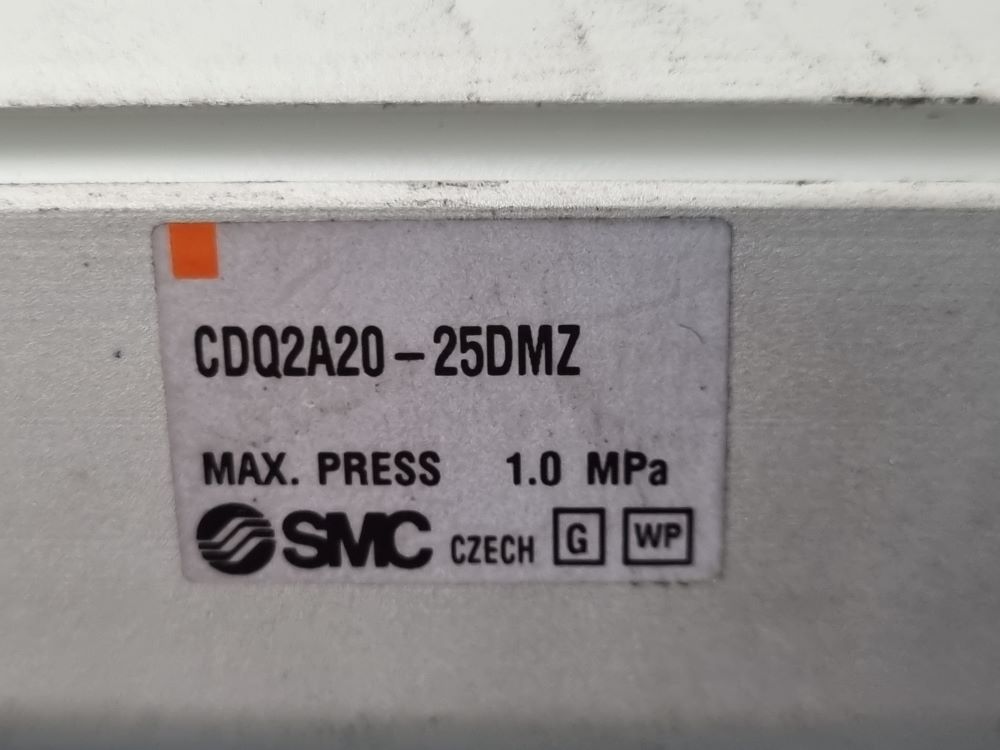 CDQ2A20-25DMZ
MAX. PRESS 1.0 MPa
SMC CZECH G WP